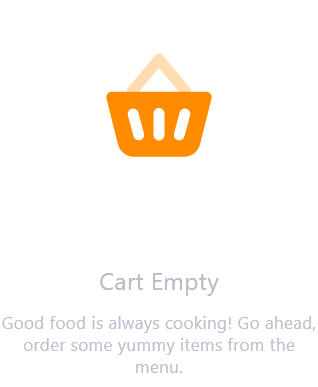 Cart Empty
Good food is always cooking! Go ahead,
order some yummy items from the
menu.